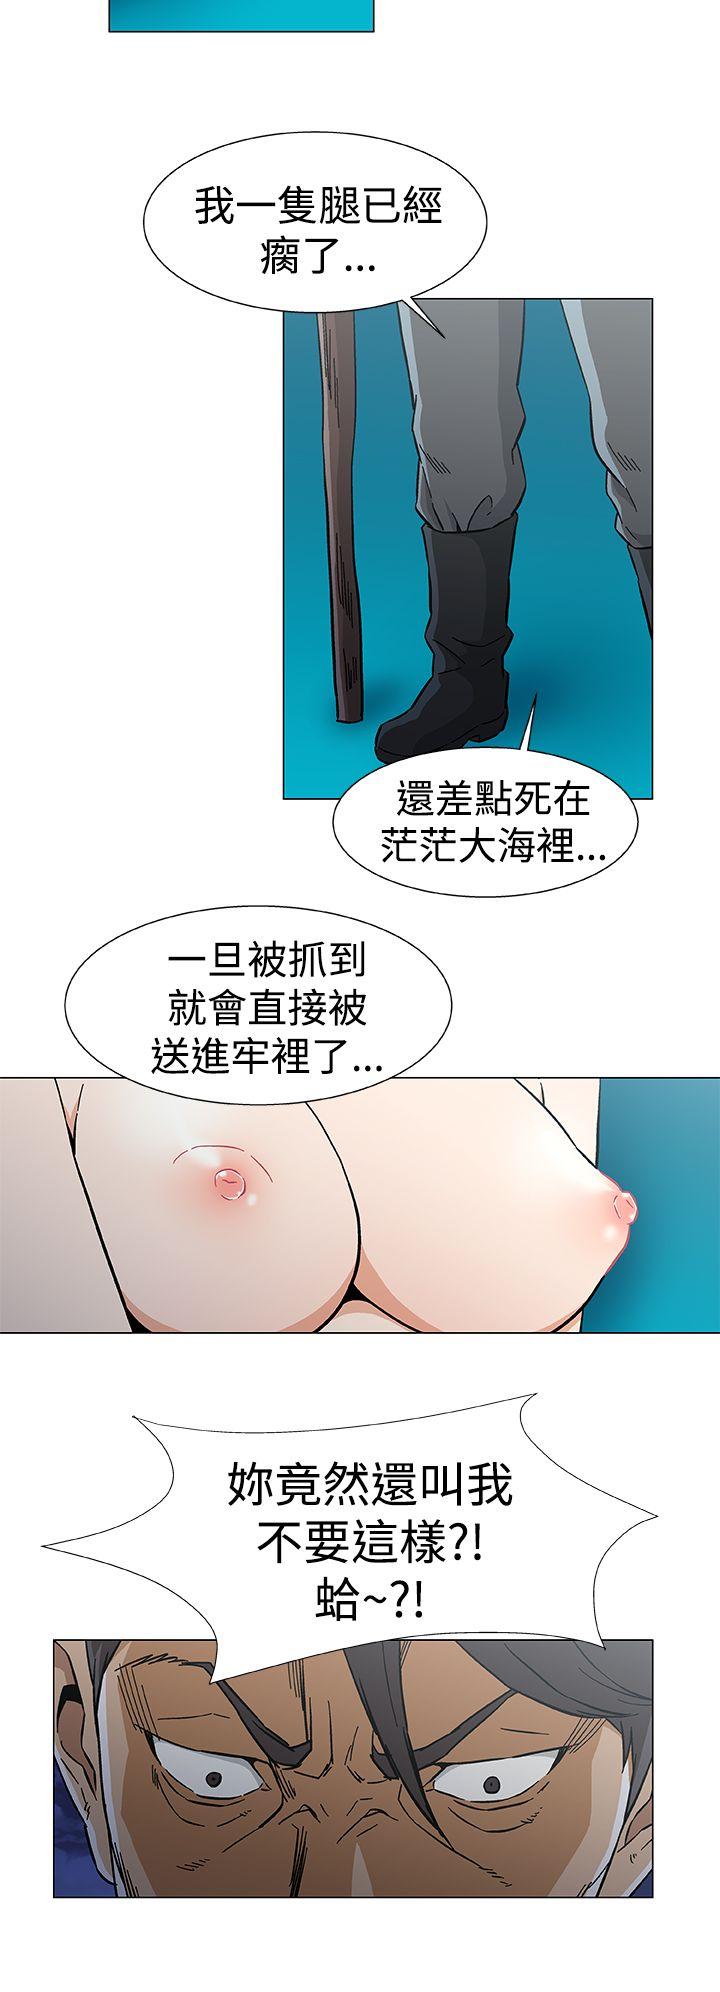 我一隻腿已經
瘸了...
還差點死在
茫茫大海裡...
一旦被抓到
就會直接被
送進牢裡了...
妳竟然還叫我
不要這樣?!
蛤~?!